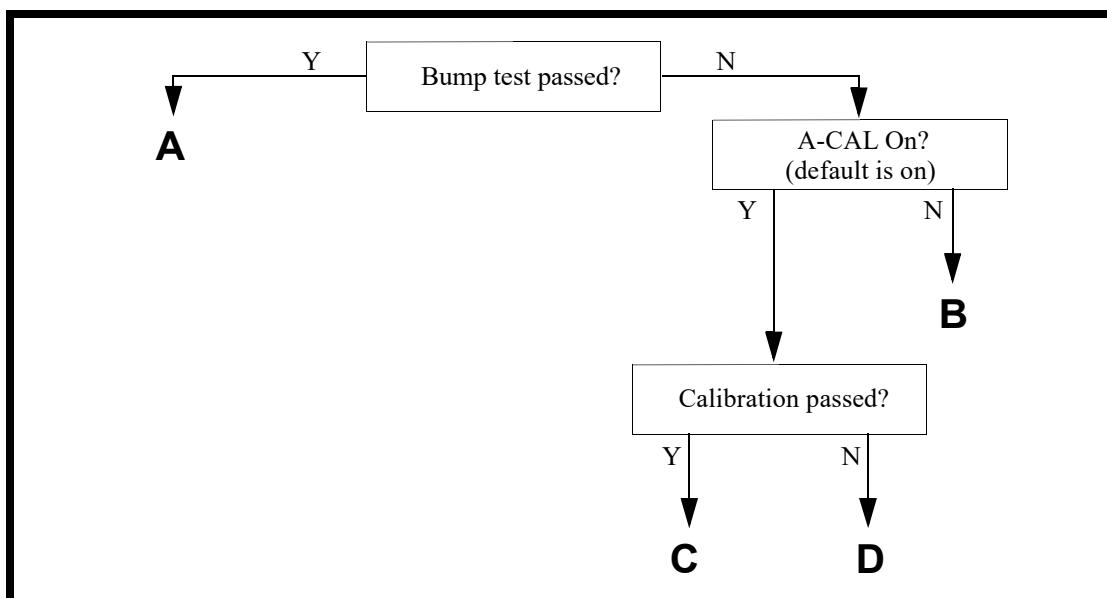 Y
Bump test passed?
N
A
A-CAL On?
(default is on)
Y
N
B
Calibration passed?
Y
N
C
D